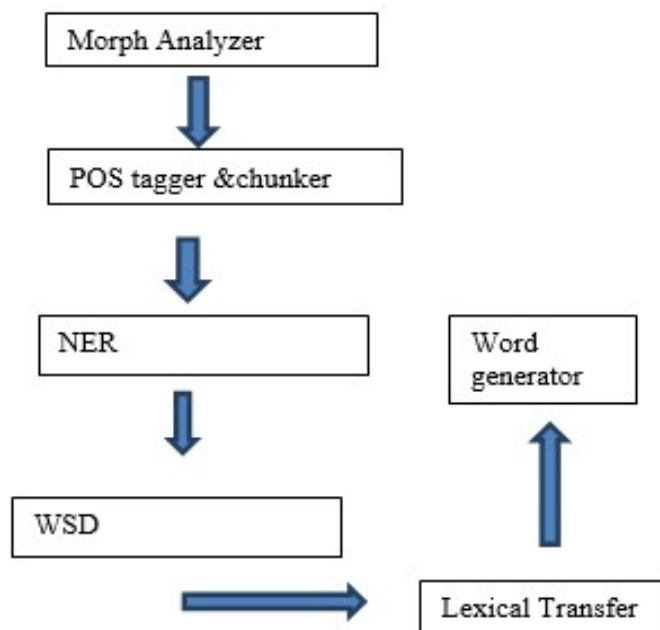 Morph Analyzer
POS tagger &chunker
NER
WSD
Lexical Transfer
Word
generator